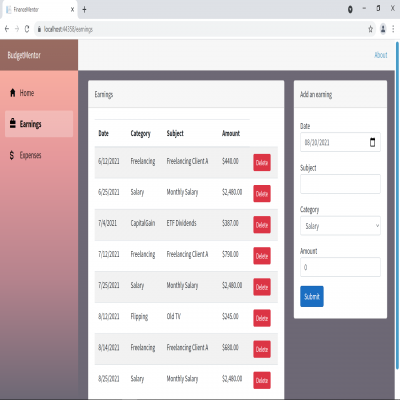 FinanceMentor
localhost:44358/earnings
BudgetMentor
About
Home
Earnings
Expenses
Earnings
Date Category Subject Amount
6/12/2021 Freelancing Freelancing Client A $440.00 Delete
6/25/2021 Salary Monthly Salary $2,480.00 Delete
7/4/2021 CapitalGain ETF Dividends $387.00 Delete
7/12/2021 Freelancing Freelancing Client A $790.00 Delete
7/25/2021 Salary Monthly Salary $2,480.00 Delete
8/12/2021 Flipping Old TV $245.00 Delete
8/14/2021 Freelancing Freelancing Client A $680.00 Delete
8/25/2021 Salary Monthly Salary $2,480.00 Delete
Add an earning
Date
08/20/2021
Subject
Category
Salary
Amount
0
Submit